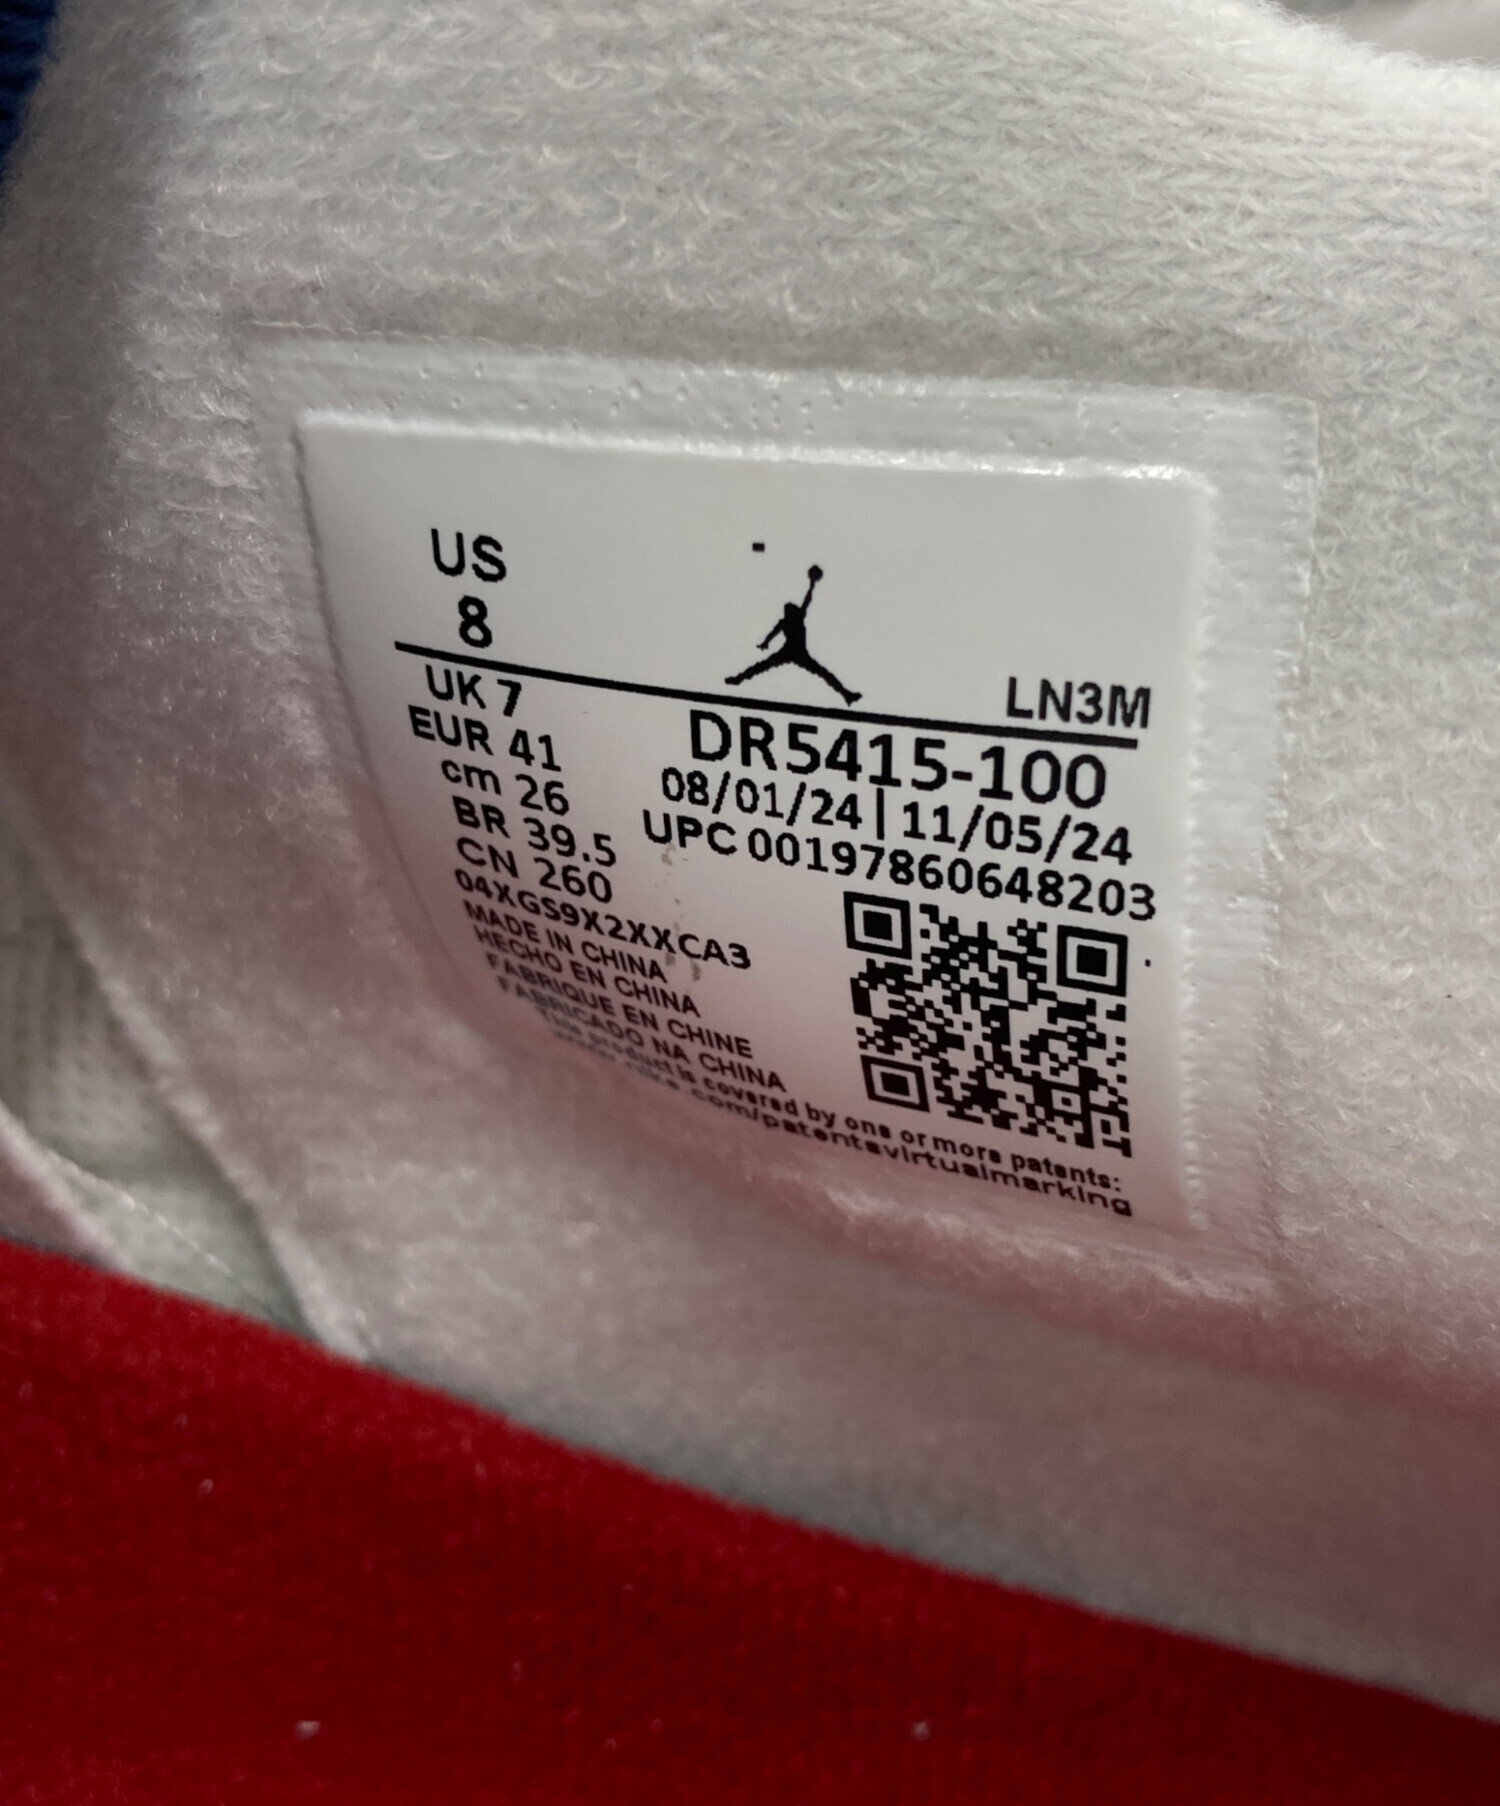 US
8
LN3M
UK 7
EUR 41
cm 26
BR 39.5
CN 260
DR5415-100
08/01/24 | 11/05/24
UPC 00197860648203
04XGS9X2XXCA3
MADE IN CHINA
HECHO EN CHINA
FABRIQUE EN CHINE
FABRICADO NA CHINA
This product is covered by one or more patents:
www.nike.com/patentsvirtualmarking